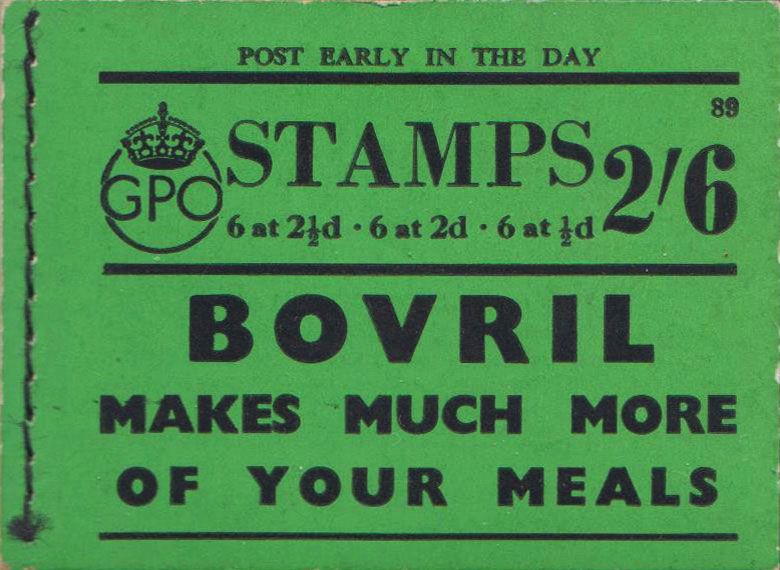 POST EARLY IN THE DAY
89
GPO STAMPS 2/6
6 at 2½d · 6 at 2d · 6 at ½d
BOVRIL
MAKES MUCH MORE
OF YOUR MEALS